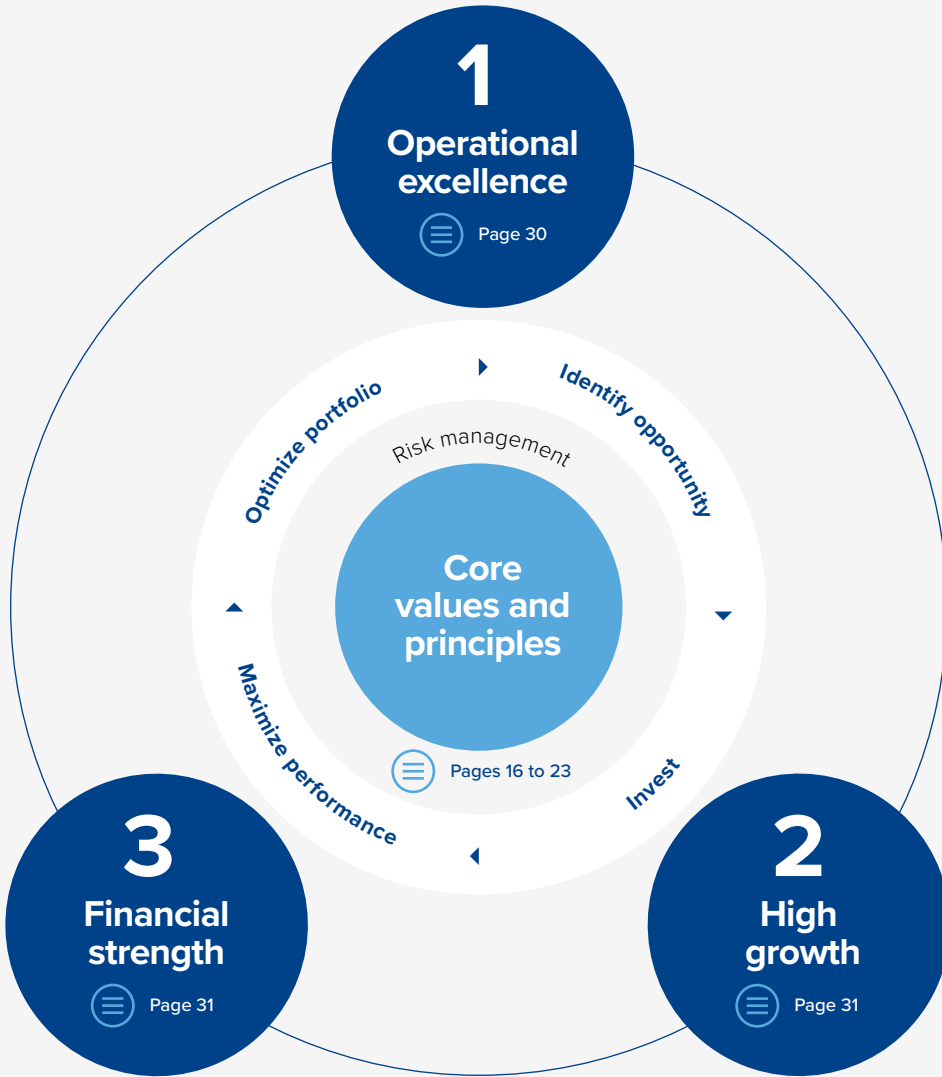 1
Operational
excellence
Page 30
Optimize portfolio
Identify opportunity
Risk management
Core
values and
principles
Pages 16 to 23
Maximize performance
Invest
3
Financial
strength
Page 31
2
High
growth
Page 31